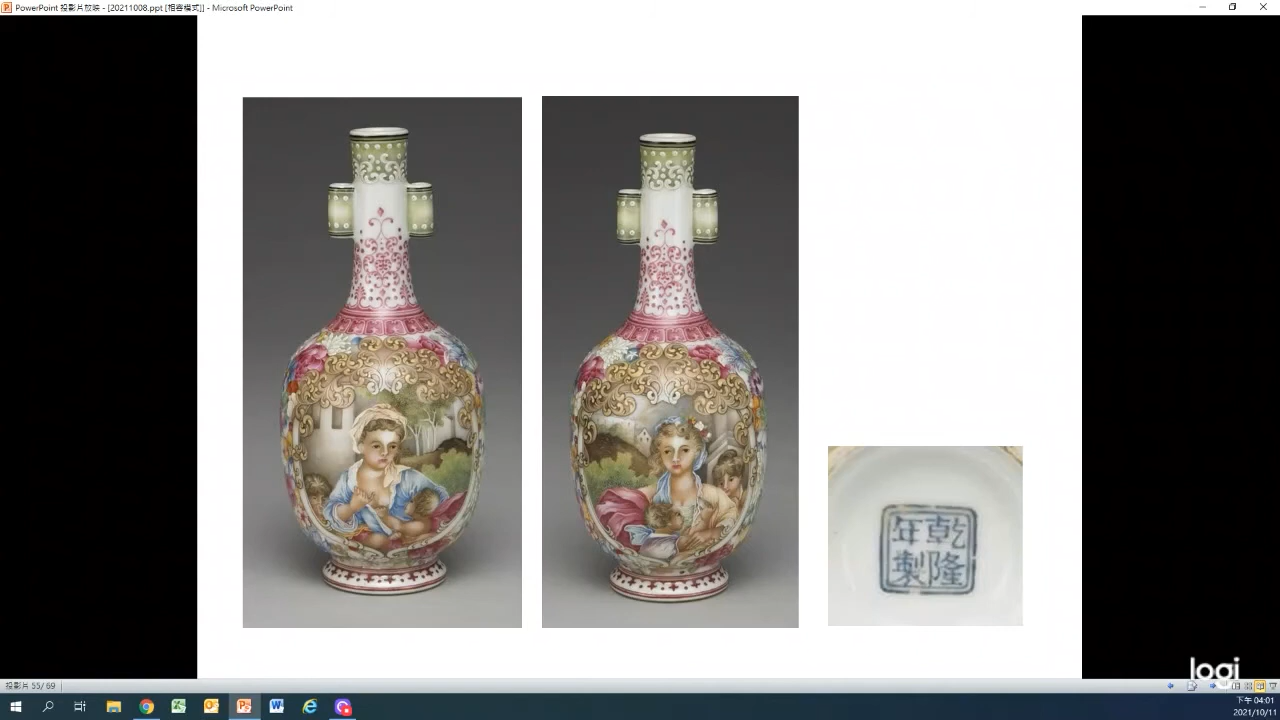 PowerPoint 投影片放映 - [20211008.ppt [相容模式]] - Microsoft PowerPoint
乾隆
年製
logi
投影片 55/ 69
下午 04:01
2021/10/11